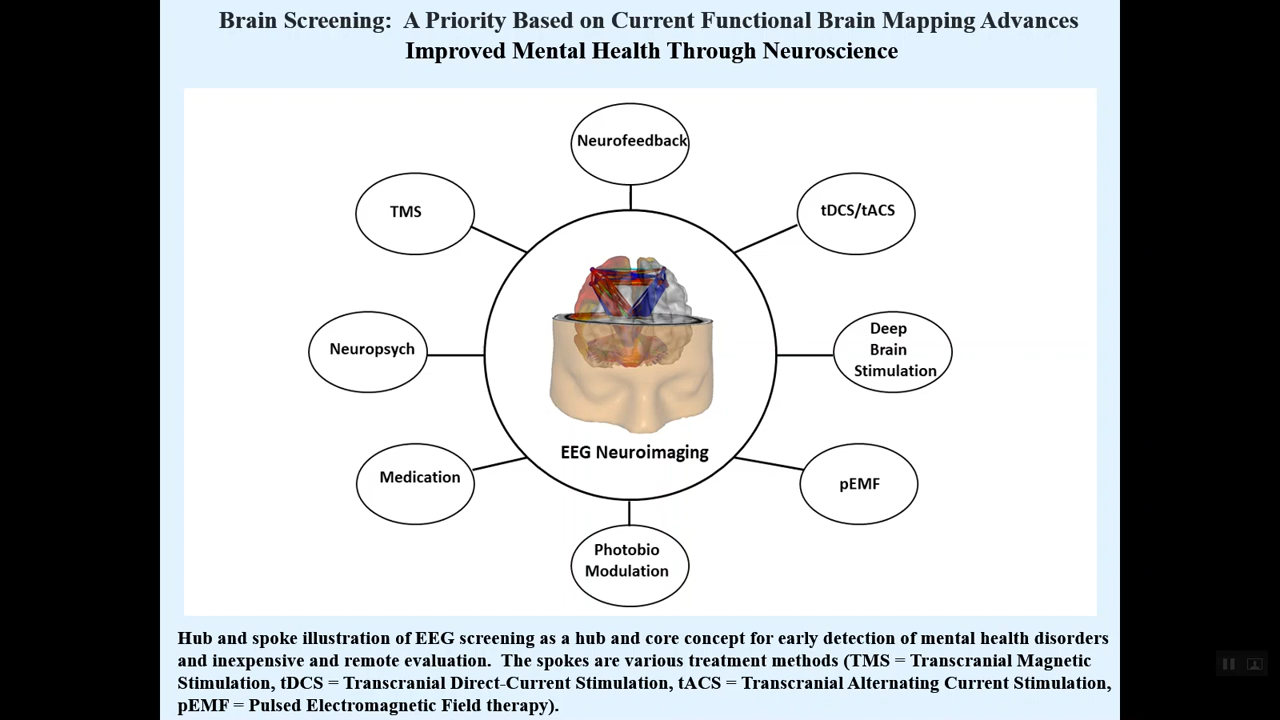 Brain Screening:  A Priority Based on Current Functional Brain Mapping Advances
Improved Mental Health Through Neuroscience
Neurofeedback
TMS
tDCS/tACS
Neuropsych
Deep
Brain
Stimulation
EEG Neuroimaging
Medication
pEMF
Photobio
Modulation
Hub and spoke illustration of EEG screening as a hub and core concept for early detection of mental health disorders
and inexpensive and remote evaluation.  The spokes are various treatment methods (TMS = Transcranial Magnetic
Stimulation, tDCS = Transcranial Direct-Current Stimulation, tACS = Transcranial Alternating Current Stimulation,
pEMF = Pulsed Electromagnetic Field therapy).